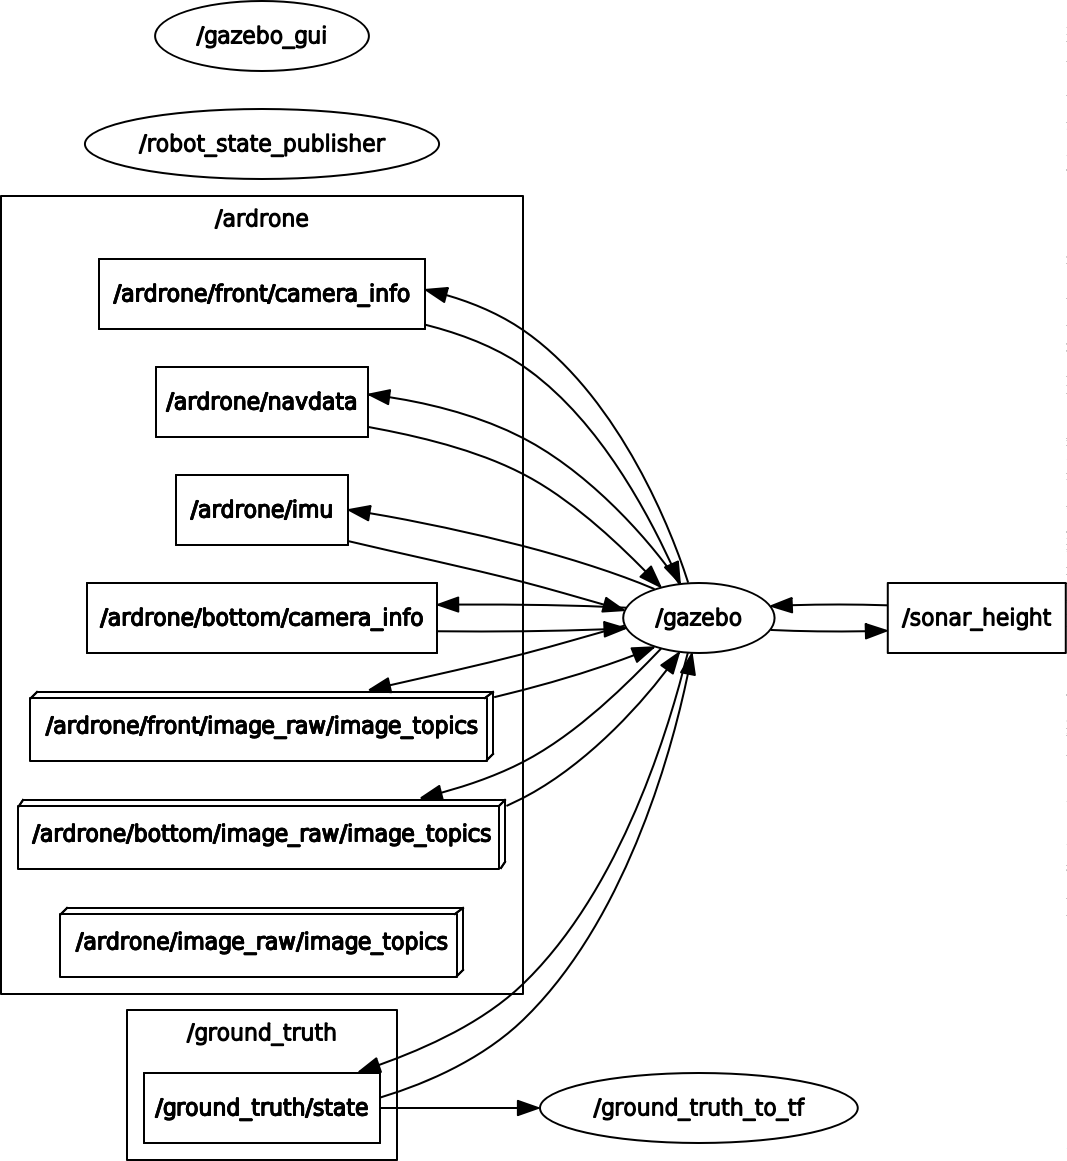 /gazebo_gui
/robot_state_publisher
/ardrone
/ardrone/front/camera_info
/ardrone/navdata
/ardrone/imu
/ardrone/bottom/camera_info
/gazebo
/sonar_height
/ardrone/front/image_raw/image_topics
/ardrone/bottom/image_raw/image_topics
/ardrone/image_raw/image_topics
/ground_truth
/ground_truth/state
/ground_truth_to_tf